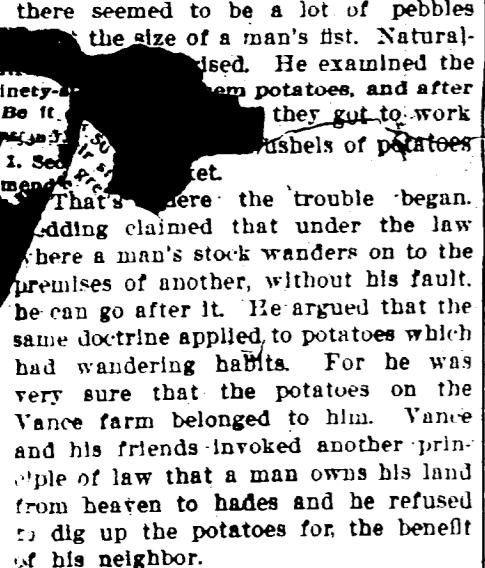 there seemed to be a lot of pebbles
the size of a man's fist. Natural-
He examined the
potatoes, and after
they got to work
of potatoes
That's the trouble began.
claimed that under the law
where a man's stock wanders on to the
premises of another, without his fault,
he can go after it. He argued that the
same doctrine applied to potatoes which
had wandering habits. For he was
very sure that the potatoes on the
Vance farm belonged to him. Vance
and his friends invoked another prin-
ciple of law that a man owns his land
from heaven to hades and he refused
to dig up the potatoes for the benefit
of his neighbor.